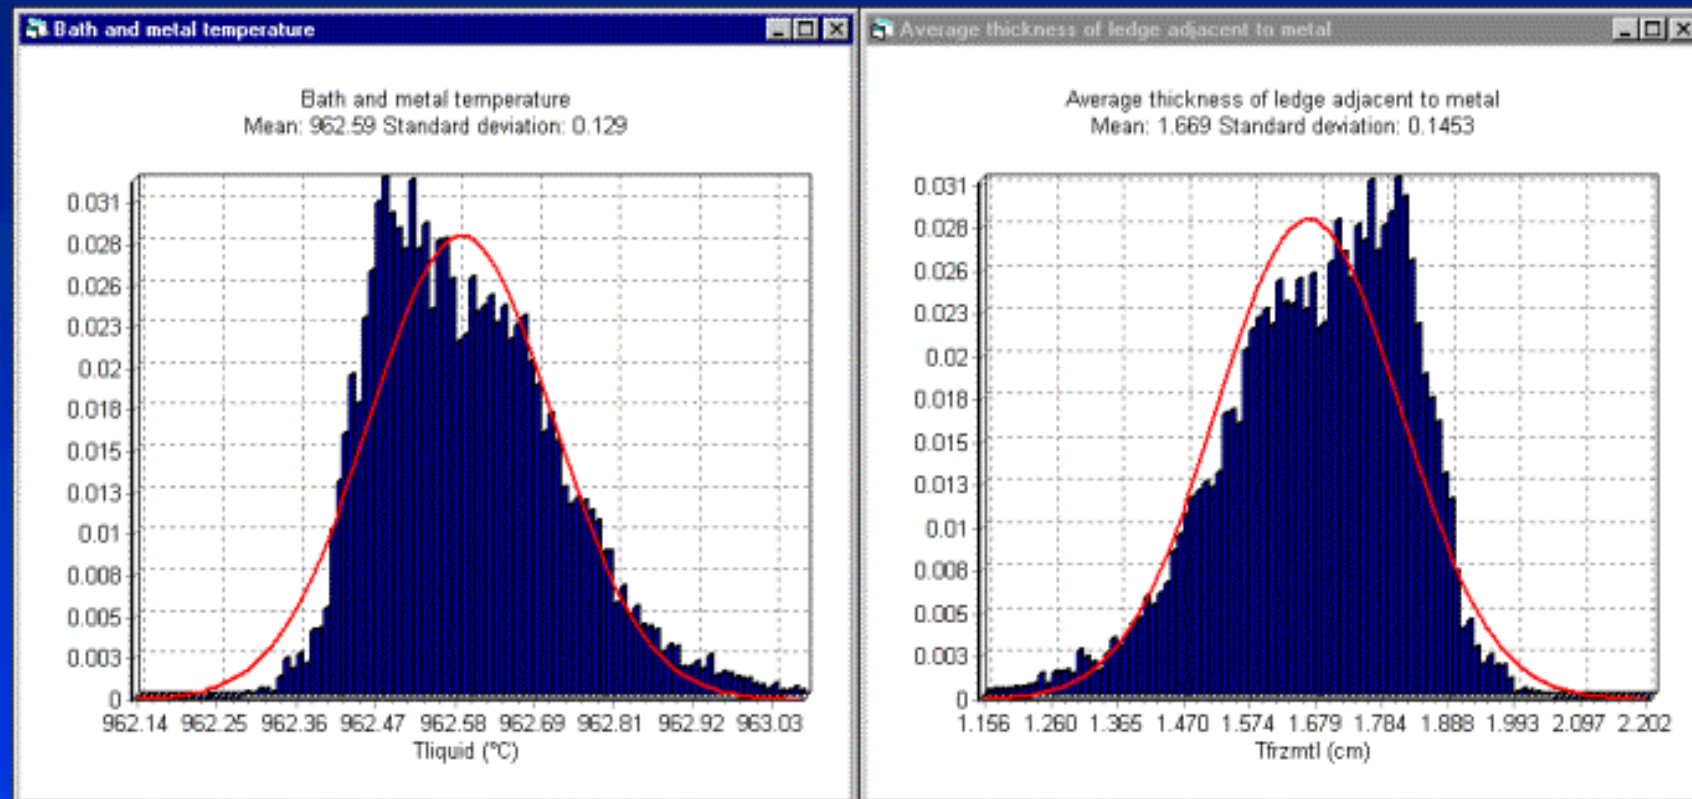 Bath and metal temperature
Bath and metal temperature
Mean: 962.59 Standard deviation: 0.129
0.031
0.028
0.026
0.023
0.02
0.018
0.015
0.013
0.01
0.008
0.005
0.003
0
962.14 962.25 962.36 962.47 962.58 962.69 962.81 962.92 963.03
Tliquid (°C)
Average thickness of ledge adjacent to metal
Average thickness of ledge adjacent to metal
Mean: 1.669 Standard deviation: 0.1453
0.031
0.028
0.026
0.023
0.02
0.018
0.015
0.013
0.01
0.008
0.005
0.003
0
1.156 1.260 1.365 1.470 1.574 1.679 1.784 1.888 1.993 2.097 2.202
Tfrzmtl (cm)